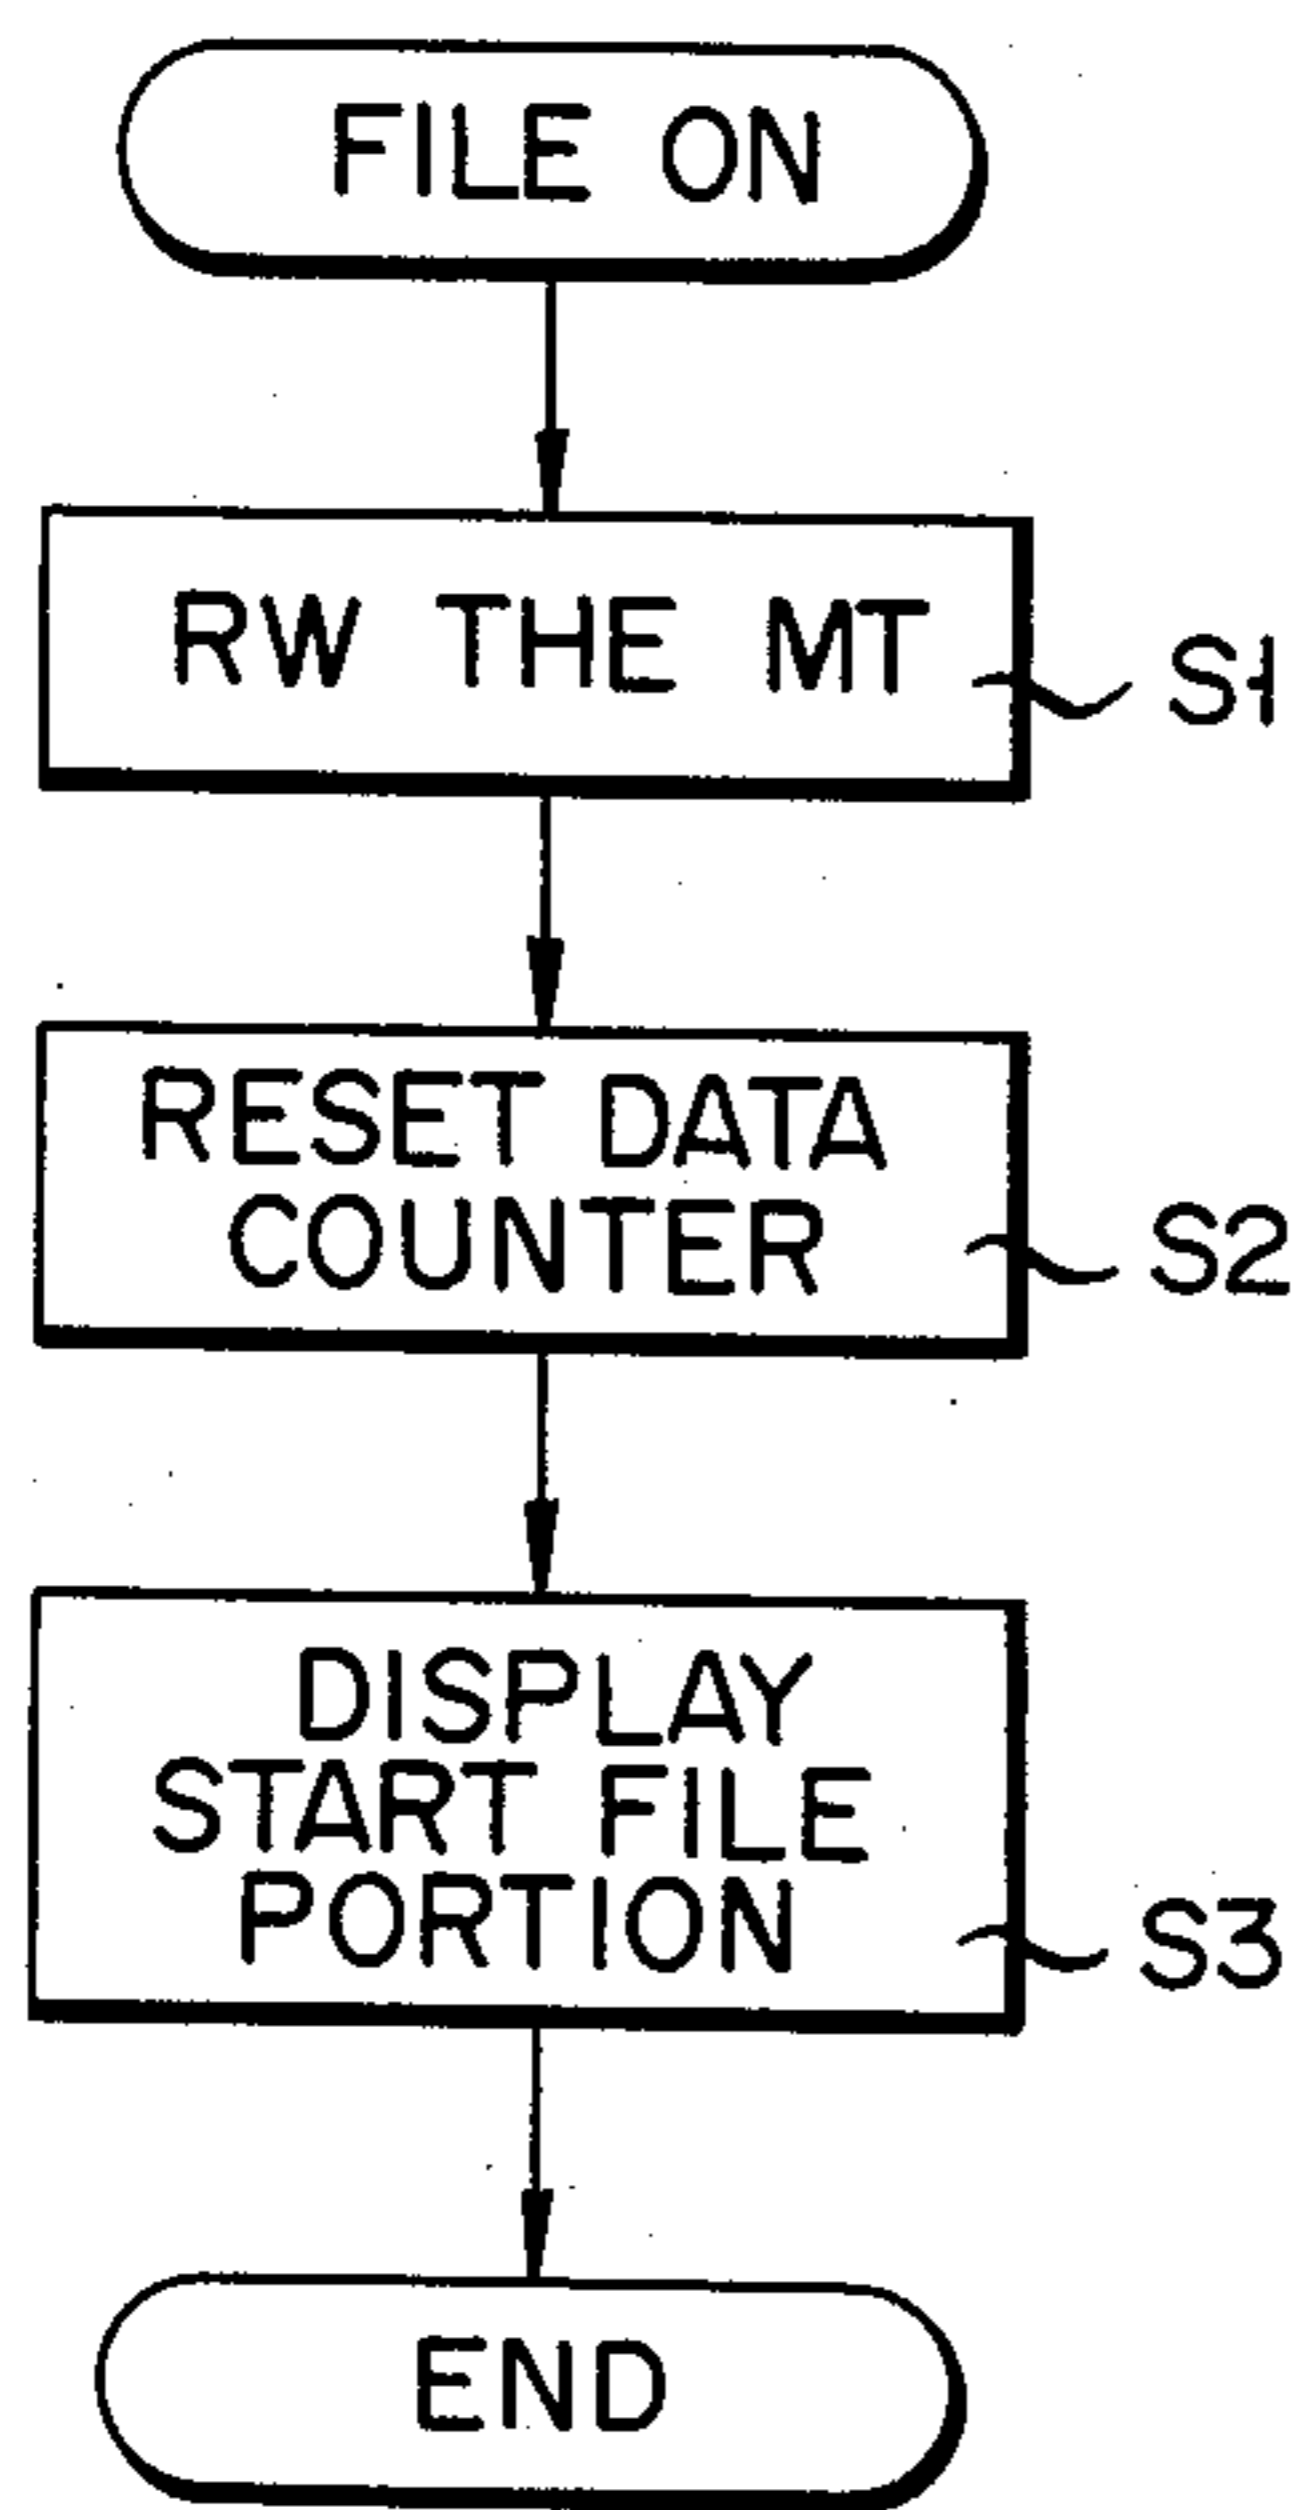 FILE ON
RW THE MT
S1
RESET DATA
COUNTER
S2
DISPLAY
START FILE
PORTION
S3
END